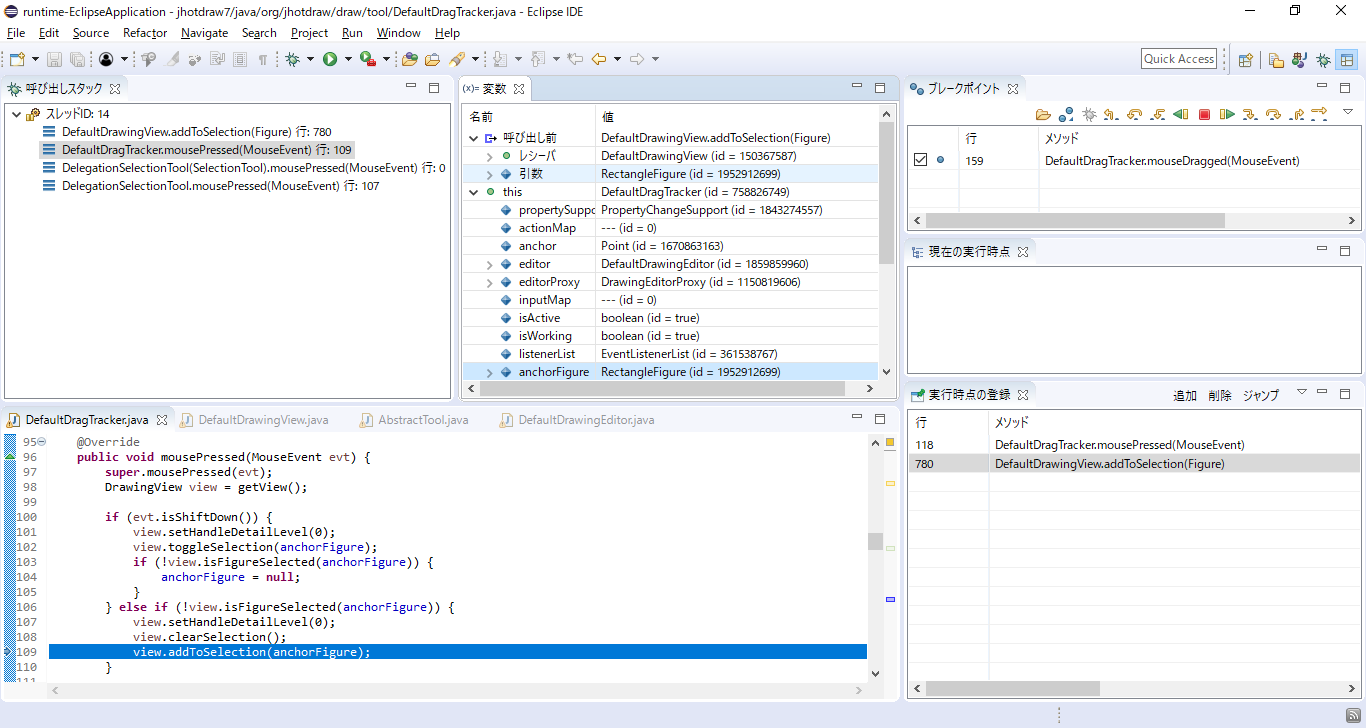 runtime-EclipseApplication - jhotdraw7/java/org/jhotdraw/draw/tool/DefaultDragTracker.java - Eclipse IDE
File Edit Source Refactor Navigate Search Project Run Window Help
Quick Access
呼び出しスタック
スレッドID: 14
DefaultDrawingView.addToSelection(Figure) 行: 780
DefaultDragTracker.mousePressed(MouseEvent) 行: 109
DelegationSelectionTool(SelectionTool).mousePressed(MouseEvent) 行: 0
DelegationSelectionTool.mousePressed(MouseEvent) 行: 107
(x)= 変数
名前 値
呼び出し前 DefaultDrawingView.addToSelection(Figure)
レシーバ DefaultDrawingView (id = 150367587)
引数 RectangleFigure (id = 1952912699)
this DefaultDragTracker (id = 758826749)
propertySuppo PropertyChangeSupport (id = 1843274557)
actionMap --- (id = 0)
anchor Point (id = 1670863163)
editor DefaultDrawingEditor (id = 1859859960)
editorProxy DrawingEditorProxy (id = 1150819606)
inputMap --- (id = 0)
isActive boolean (id = true)
isWorking boolean (id = true)
listenerList EventListenerList (id = 361538767)
anchorFigure RectangleFigure (id = 1952912699)
ブレークポイント
行 メソッド
159 DefaultDragTracker.mouseDragged(MouseEvent)
現在の実行時点
実行時点の登録 追加 削除 ジャンプ
行 メソッド
118 DefaultDragTracker.mousePressed(MouseEvent)
780 DefaultDrawingView.addToSelection(Figure)
DefaultDragTracker.java DefaultDrawingView.java AbstractTool.java DefaultDrawingEditor.java
95 @Override
96 public void mousePressed(MouseEvent evt) {
97 super.mousePressed(evt);
98 DrawingView view = getView();
99
100 if (evt.isShiftDown()) {
101 view.setHandleDetailLevel(0);
102 view.toggleSelection(anchorFigure);
103 if (!view.isFigureSelected(anchorFigure)) {
104 anchorFigure = null;
105 }
106 } else if (!view.isFigureSelected(anchorFigure)) {
107 view.setHandleDetailLevel(0);
108 view.clearSelection();
109 view.addToSelection(anchorFigure);
110 }
111